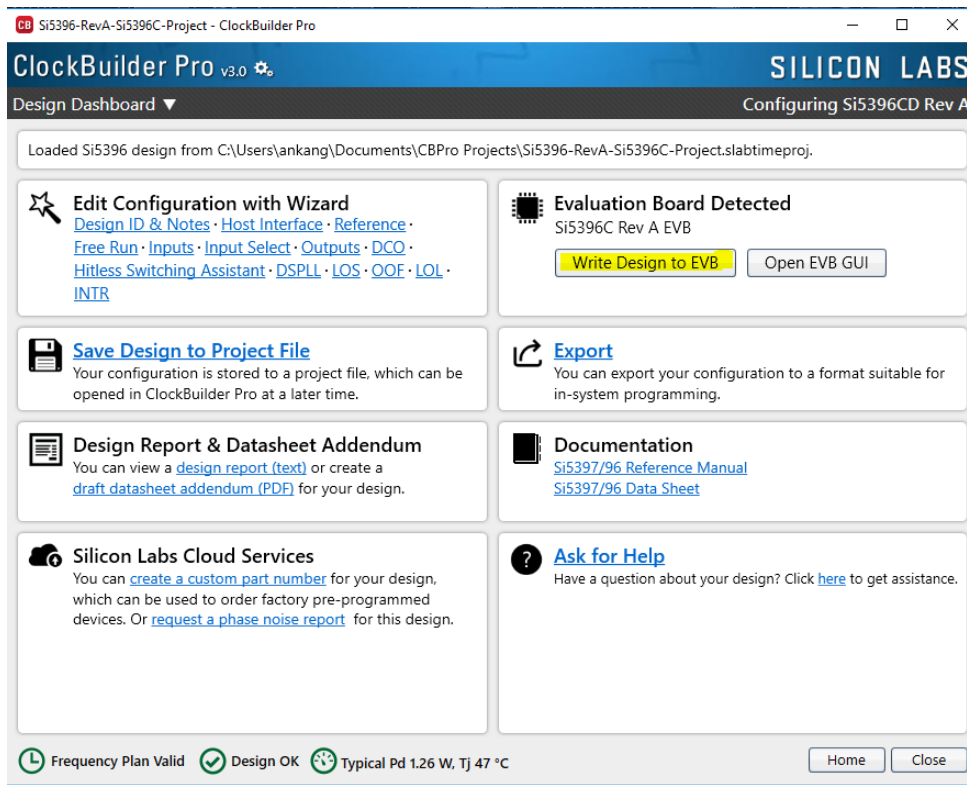 CB Si5396-RevA-Si5396C-Project - ClockBuilder Pro
ClockBuilder Pro v3.0
SILICON LABS
Design Dashboard ▼
Configuring Si5396CD Rev A
Loaded Si5396 design from C:\Users\ankang\Documents\CBPro Projects\Si5396-RevA-Si5396C-Project.slabtimeproj.
Edit Configuration with Wizard
Design ID & Notes · Host Interface · Reference ·
Free Run · Inputs · Input Select · Outputs · DCO ·
Hitless Switching Assistant · DSPLL · LOS · OOF · LOL ·
INTR
Evaluation Board Detected
Si5396C Rev A EVB
Write Design to EVB
Open EVB GUI
Save Design to Project File
Your configuration is stored to a project file, which can be
opened in ClockBuilder Pro at a later time.
Export
You can export your configuration to a format suitable for
in-system programming.
Design Report & Datasheet Addendum
You can view a design report (text) or create a
draft datasheet addendum (PDF) for your design.
Documentation
Si5397/96 Reference Manual
Si5397/96 Data Sheet
Silicon Labs Cloud Services
You can create a custom part number for your design,
which can be used to order factory pre-programmed
devices. Or request a phase noise report for this design.
? Ask for Help
Have a question about your design? Click here to get assistance.
Frequency Plan Valid
Design OK
Typical Pd 1.26 W, Tj 47 °C
Home
Close